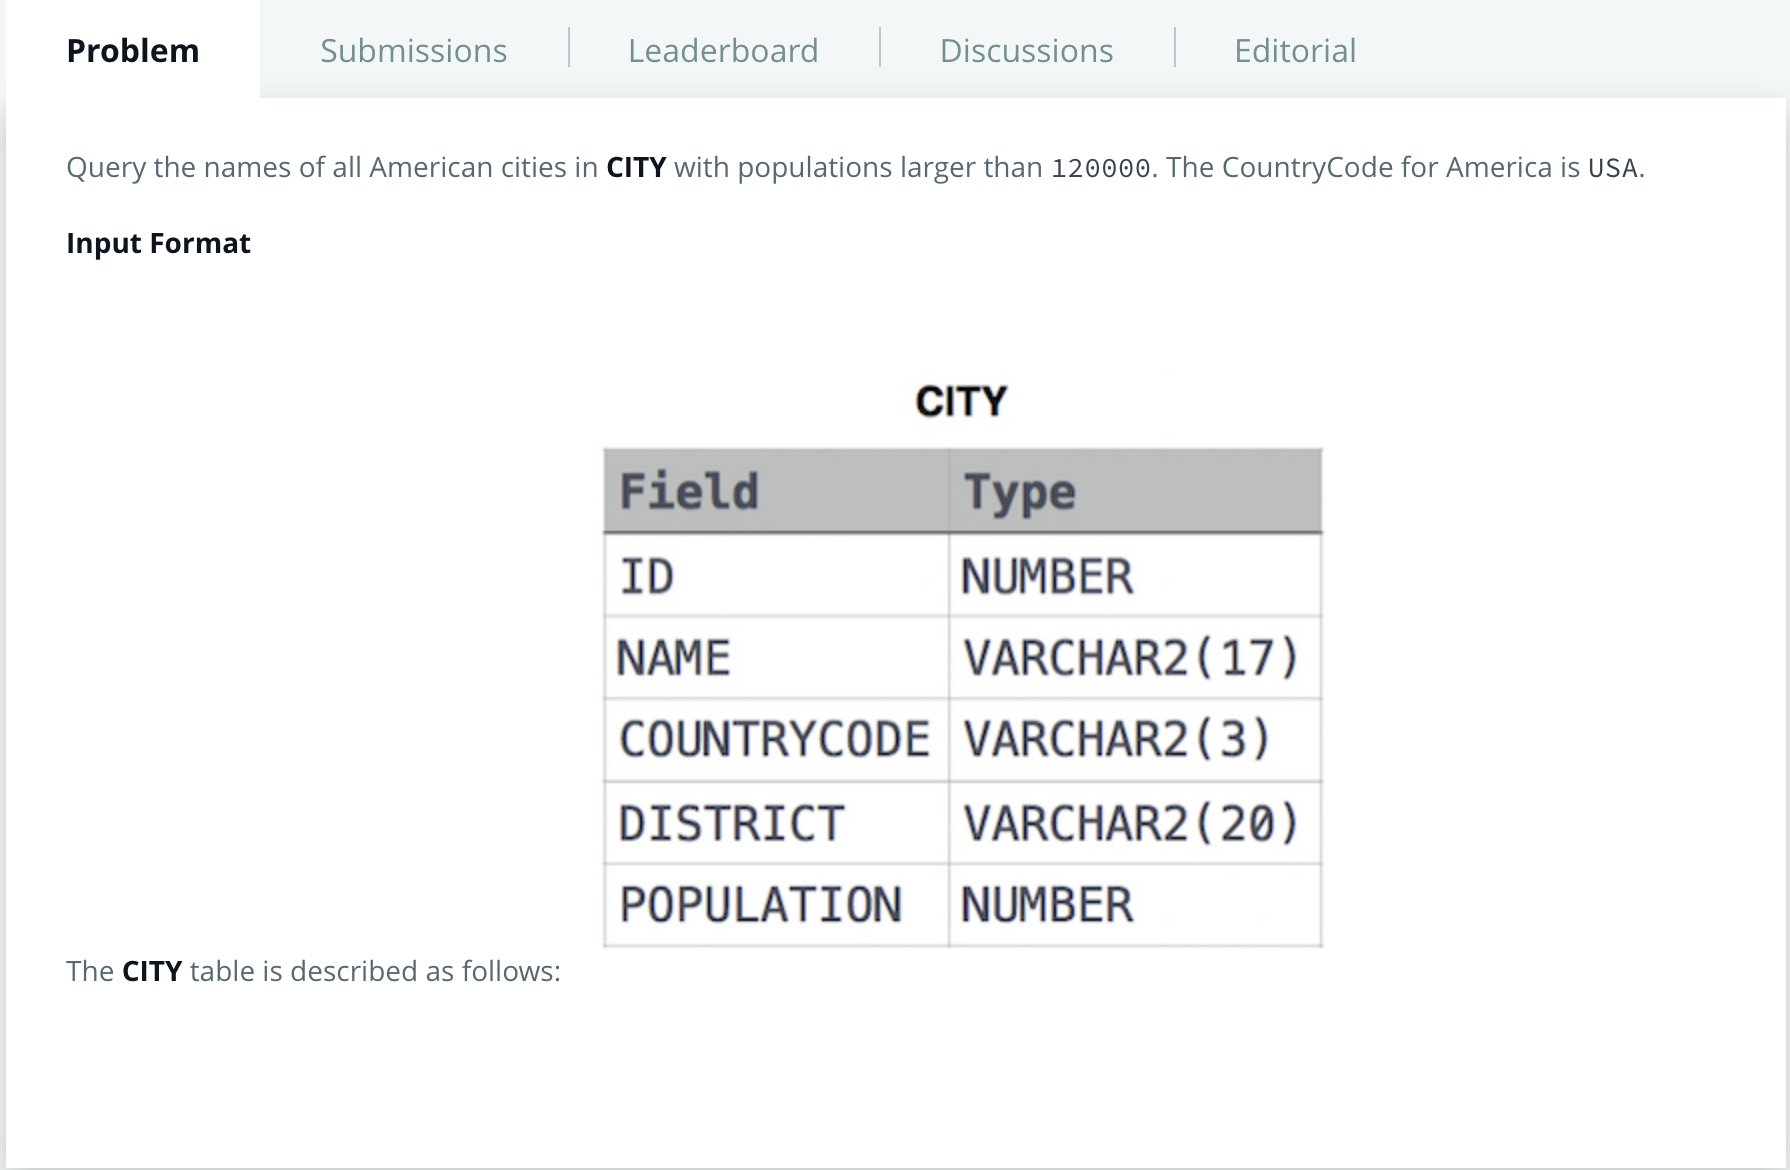 Problem Submissions Leaderboard Discussions Editorial
Query the names of all American cities in CITY with populations larger than 120000. The CountryCode for America is USA.
Input Format
CITY
Field Type
ID NUMBER
NAME VARCHAR2(17)
COUNTRYCODE VARCHAR2(3)
DISTRICT VARCHAR2(20)
POPULATION NUMBER
The CITY table is described as follows: